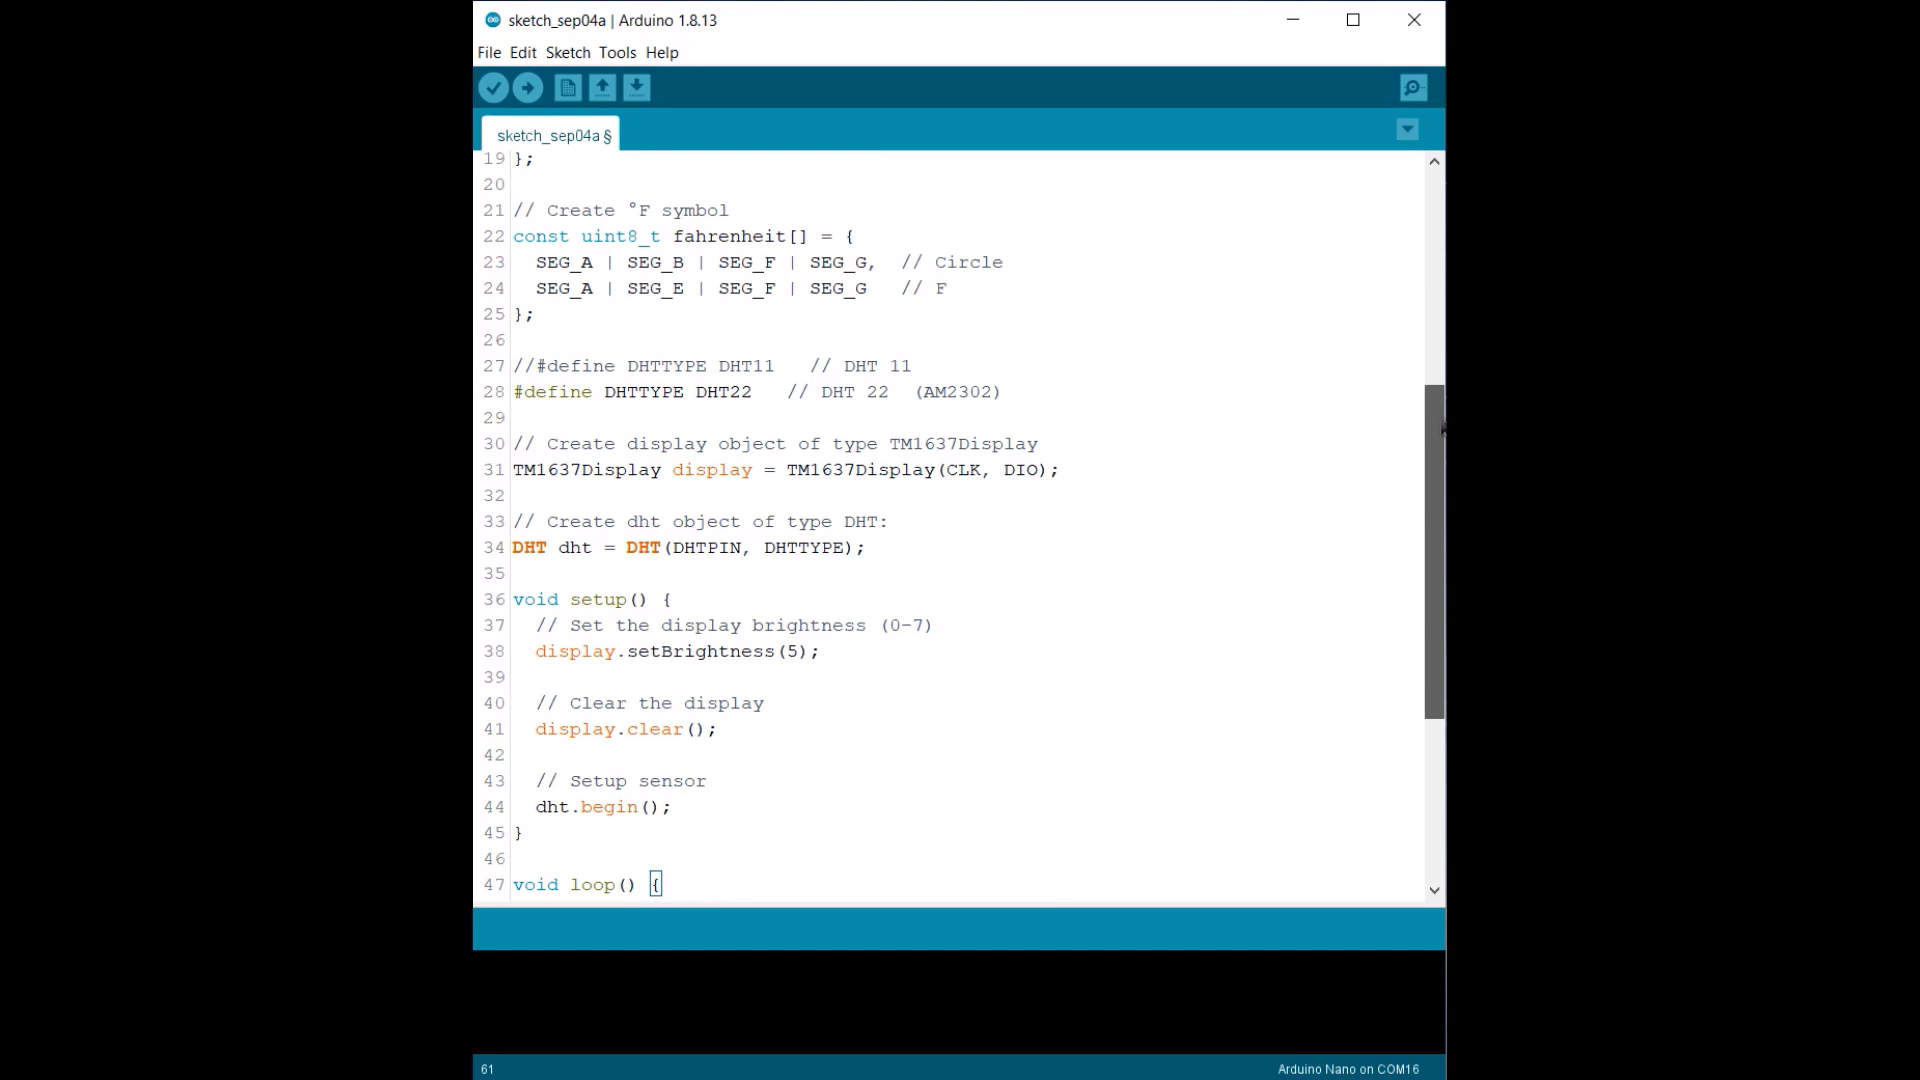 sketch_sep04a | Arduino 1.8.13
File Edit Sketch Tools Help
sketch_sep04a §
19 };
20
21 // Create °F symbol
22 const uint8_t fahrenheit[] = {
23   SEG_A | SEG_B | SEG_F | SEG_G,  // Circle
24   SEG_A | SEG_E | SEG_F | SEG_G   // F
25 };
26
27 //#define DHTTYPE DHT11   // DHT 11
28 #define DHTTYPE DHT22   // DHT 22  (AM2302)
29
30 // Create display object of type TM1637Display
31 TM1637Display display = TM1637Display(CLK, DIO);
32
33 // Create dht object of type DHT:
34 DHT dht = DHT(DHTPIN, DHTTYPE);
35
36 void setup() {
37   // Set the display brightness (0-7)
38   display.setBrightness(5);
39
40   // Clear the display
41   display.clear();
42
43   // Setup sensor
44   dht.begin();
45 }
46
47 void loop() {
61
Arduino Nano on COM16